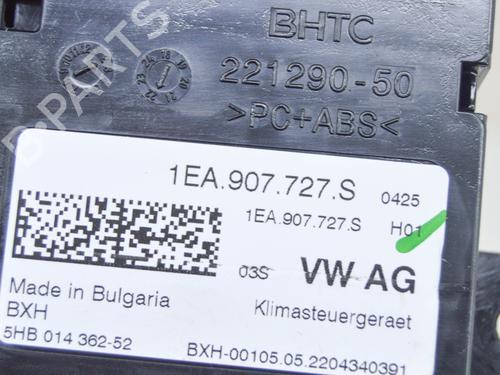 BHTC
221290-50
>PC+ABS<
B-PARTS
1EA.907.727.S 0425
1EA.907.727.S H01
03S VW AG
Made in Bulgaria Klimasteuergeraet
BXH
5HB 014 362-52 BXH-00105.05.2204340391